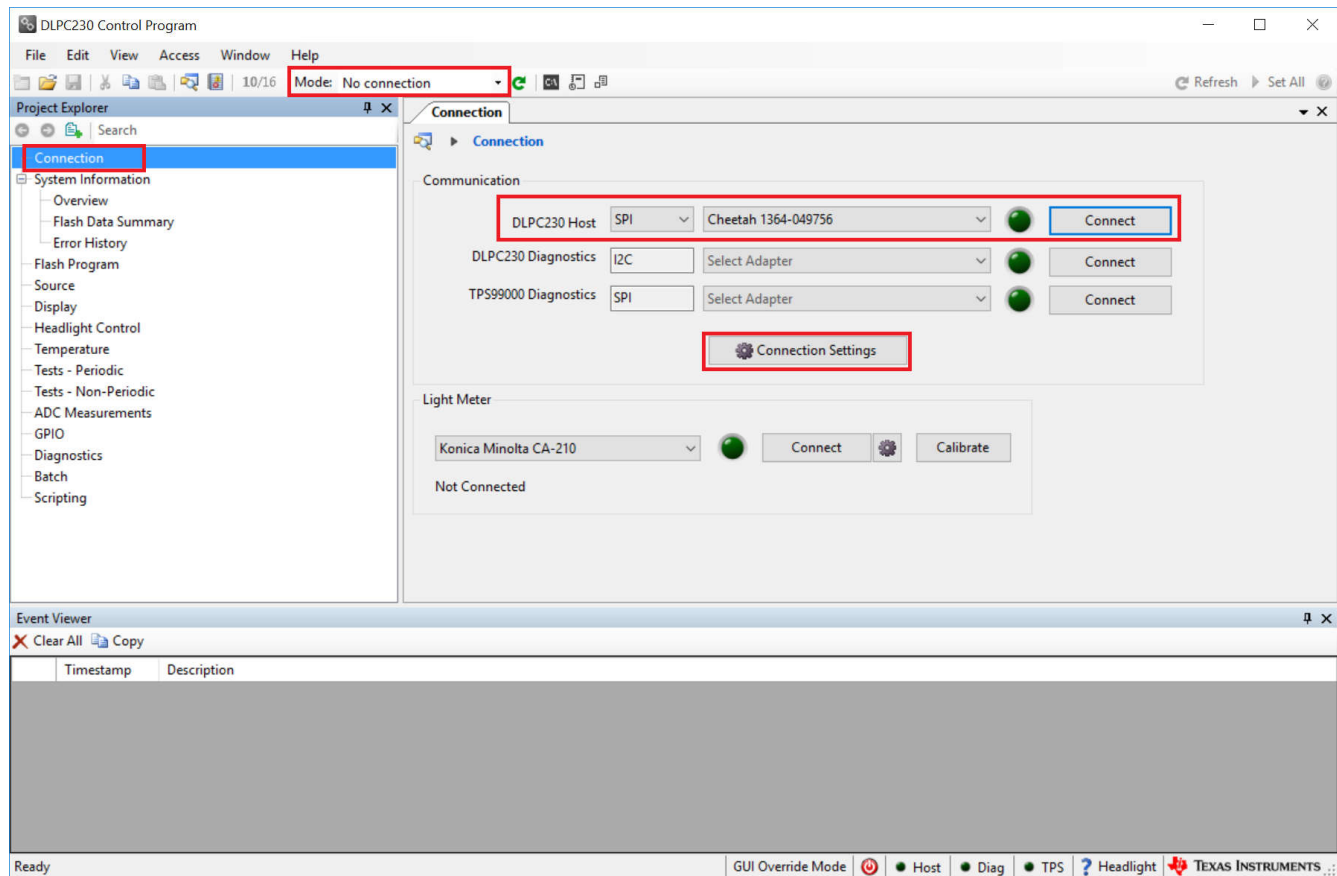 DLPC230 Control Program
File Edit View Access Window Help
10/16 Mode: No connection Refresh Set All
Project Explorer
Search
Connection
System Information
Overview
Flash Data Summary
Error History
Flash Program
Source
Display
Headlight Control
Temperature
Tests - Periodic
Tests - Non-Periodic
ADC Measurements
GPIO
Diagnostics
Batch
Scripting
Connection
Connection
Communication
DLPC230 Host SPI Cheetah 1364-049756 Connect
DLPC230 Diagnostics I2C Select Adapter Connect
TPS99000 Diagnostics SPI Select Adapter Connect
Connection Settings
Light Meter
Konica Minolta CA-210 Connect Calibrate
Not Connected
Event Viewer
Clear All Copy
Timestamp Description
Ready GUI Override Mode Host Diag TPS ? Headlight TEXAS INSTRUMENTS